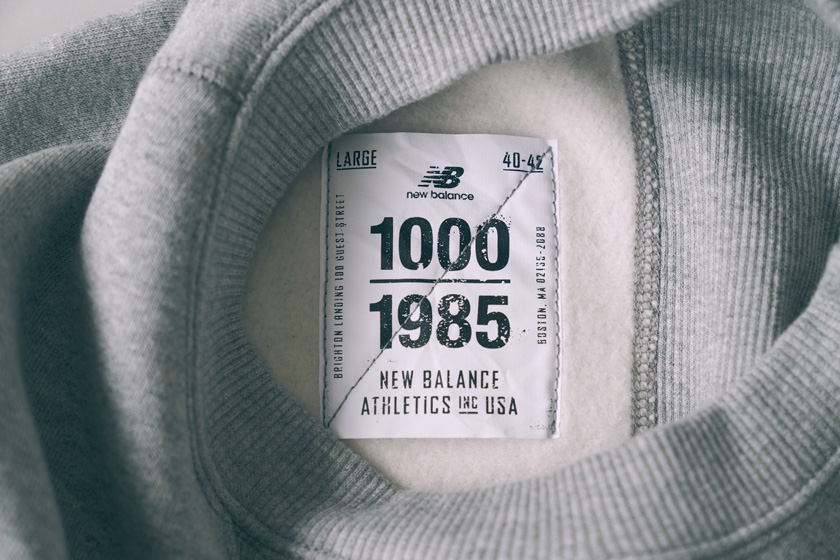 LARGE
40-42
NB
new balance
BRIGHTON LANDING 100 GUEST STREET
1000
1985
BOSTON, MA 02135-2088
NEW BALANCE
ATHLETICS INC USA